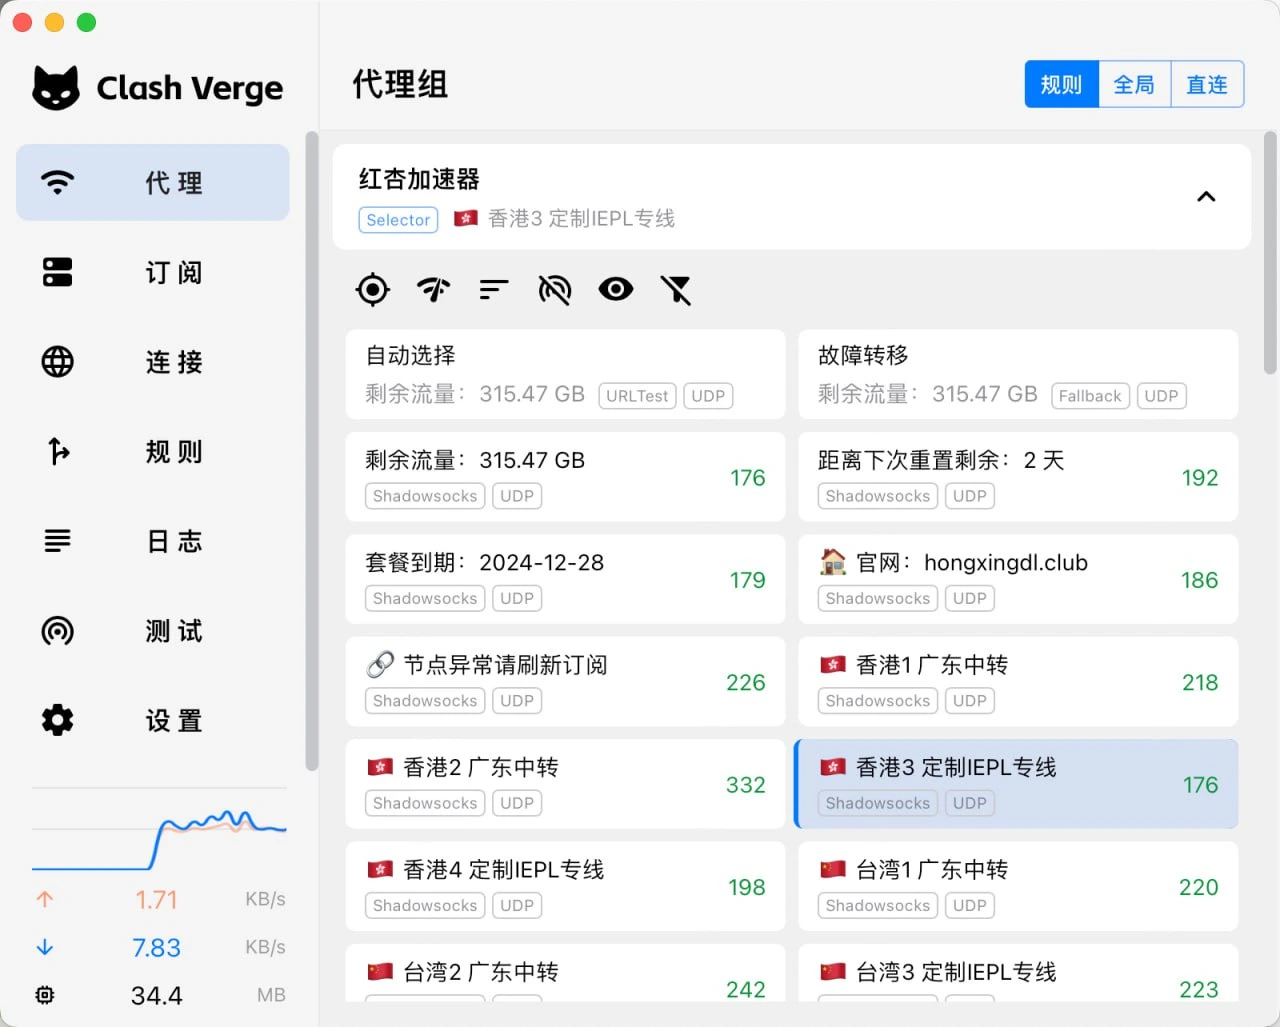 Clash Verge
代理
订阅
连接
规则
日志
测试
设置
1.71 KB/s
7.83 KB/s
34.4 MB
代理组
规则 全局 直连
红杏加速器
Selector 🇭🇰 香港3 定制IEPL专线
自动选择
剩余流量：315.47 GB URLTest UDP
故障转移
剩余流量：315.47 GB Fallback UDP
剩余流量：315.47 GB
Shadowsocks UDP
176
距离下次重置剩余：2 天
Shadowsocks UDP
192
套餐到期：2024-12-28
Shadowsocks UDP
179
🏠 官网：hongxingdl.club
Shadowsocks UDP
186
🔗 节点异常请刷新订阅
Shadowsocks UDP
226
🇭🇰 香港1 广东中转
Shadowsocks UDP
218
🇭🇰 香港2 广东中转
Shadowsocks UDP
332
🇭🇰 香港3 定制IEPL专线
Shadowsocks UDP
176
🇭🇰 香港4 定制IEPL专线
Shadowsocks UDP
198
🇨🇳 台湾1 广东中转
Shadowsocks UDP
220
🇨🇳 台湾2 广东中转
242
🇨🇳 台湾3 定制IEPL专线
223